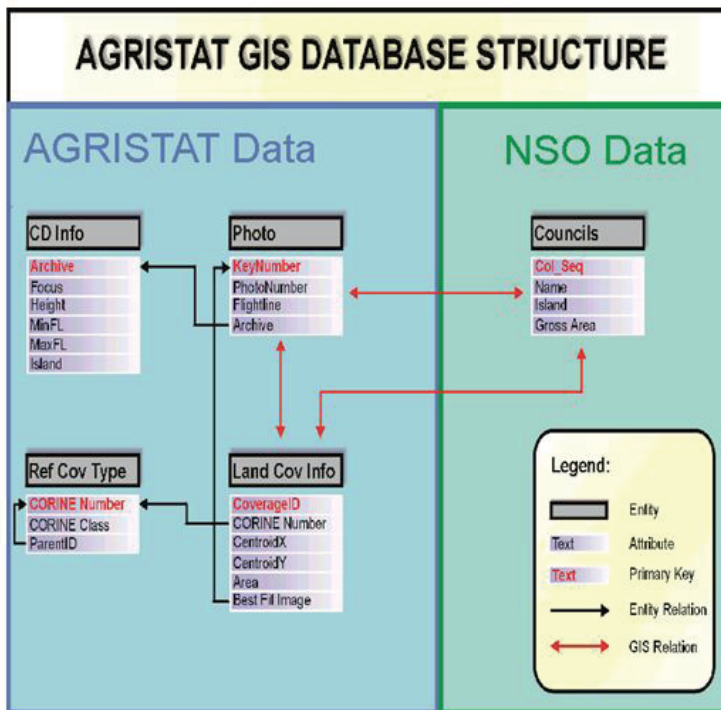 AGRISTAT GIS DATABASE STRUCTURE
AGRISTAT Data
NSO Data
CD Info
Archive
Focus
Height
MinFL
MaxFL
Island
Photo
KeyNumber
PhotoNumber
Flightline
Archive
Councils
Col_Seq
Name
Island
Gross Area
Ref Cov Type
CORINE Number
CORINE Class
ParentID
Land Cov Info
CoverageID
CORINE Number
CentroidX
CentroidY
Area
Best Fit Image
Legend:
Entity
Text Attribute
Text Primary Key
Entity Relation
GIS Relation